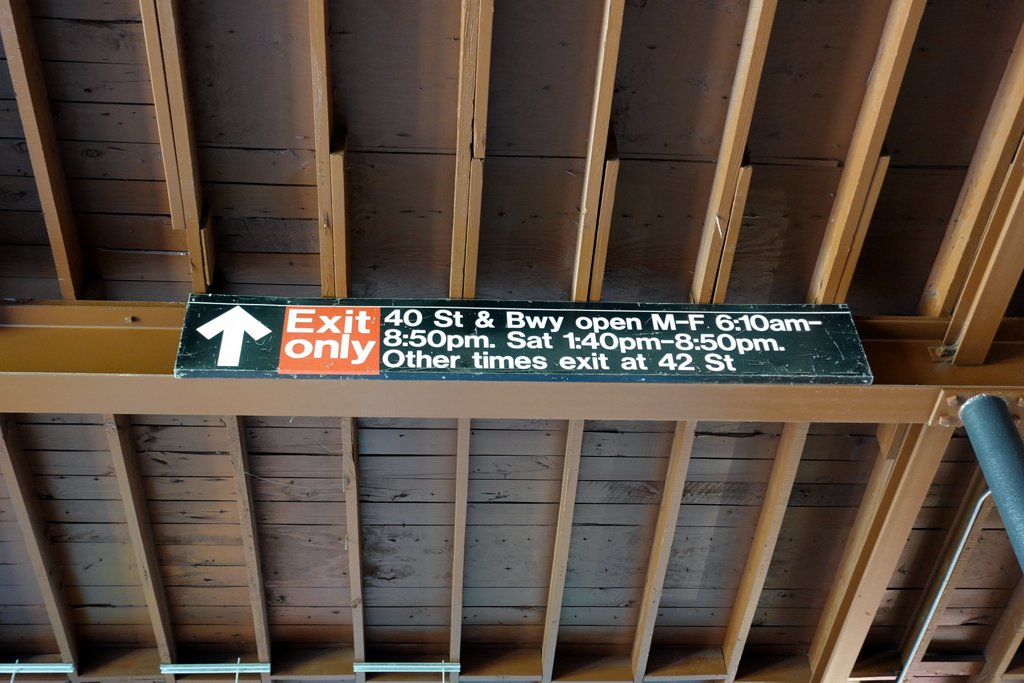 Exit
only
40 St & Bwy open M-F 6:10am-
8:50pm. Sat 1:40pm-8:50pm.
Other times exit at 42 St